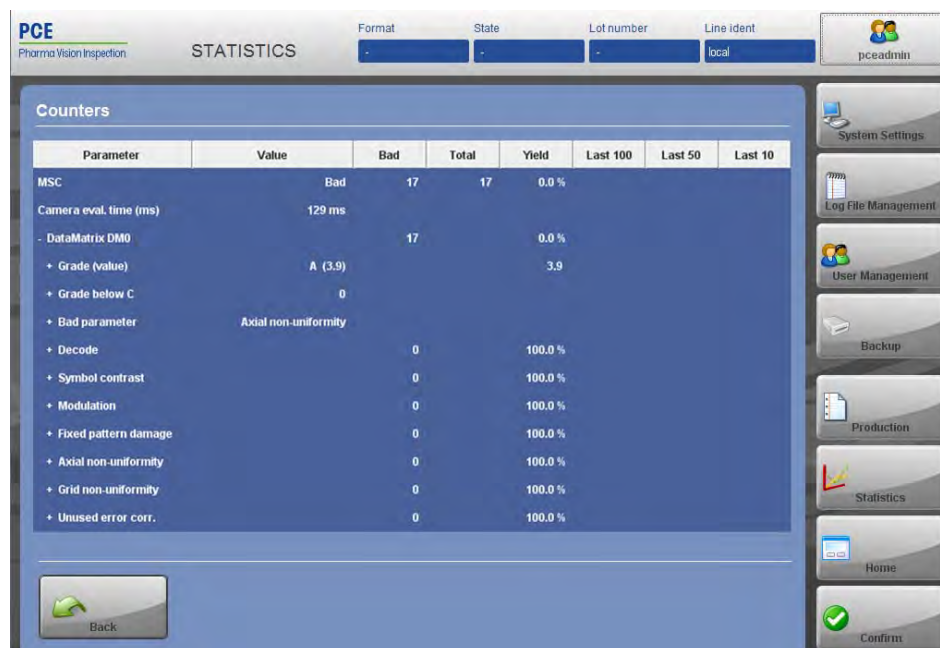 PCE
Pharma Vision Inspection
STATISTICS
Format
State
Lot number
Line ident
-
-
-
local
pceadmin
Counters
Parameter Value Bad Total Yield Last 100 Last 50 Last 10
MSC Bad 17 17 0.0 %
Camera eval. time (ms) 129 ms
- DataMatrix DM0 17 0.0 %
+ Grade (value) A (3.9) 3.9
+ Grade below C 0
+ Bad parameter Axial non-uniformity
+ Decode 0 100.0 %
+ Symbol contrast 0 100.0 %
+ Modulation 0 100.0 %
+ Fixed pattern damage 0 100.0 %
+ Axial non-uniformity 0 100.0 %
+ Grid non-uniformity 0 100.0 %
+ Unused error corr. 0 100.0 %
Back
System Settings
Log File Management
User Management
Backup
Production
Statistics
Home
Confirm